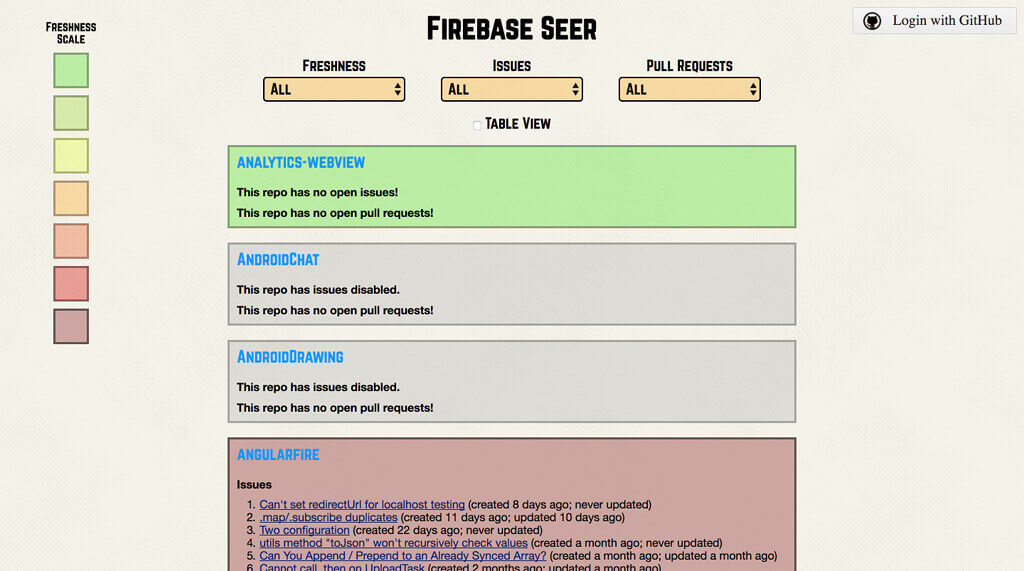 Freshness
Scale
Firebase Seer
Login with GitHub
Freshness
Issues
Pull Requests
All
All
All
Table View
analytics-webview
This repo has no open issues!
This repo has no open pull requests!
AndroidChat
This repo has issues disabled.
This repo has no open pull requests!
AndroidDrawing
This repo has issues disabled.
This repo has no open pull requests!
angularfire
Issues
1. Can't set redirectUrl for localhost testing (created 8 days ago; never updated)
2. .map/.subscribe duplicates (created 11 days ago; updated 10 days ago)
3. Two configuration (created 22 days ago; never updated)
4. utils method "toJson" won't recursively check values (created a month ago; never updated)
5. Can You Append / Prepend to an Already Synced Array? (created a month ago; updated a month ago)
6. Cannot call .then on UploadTask (created 2 months ago; updated a month ago)